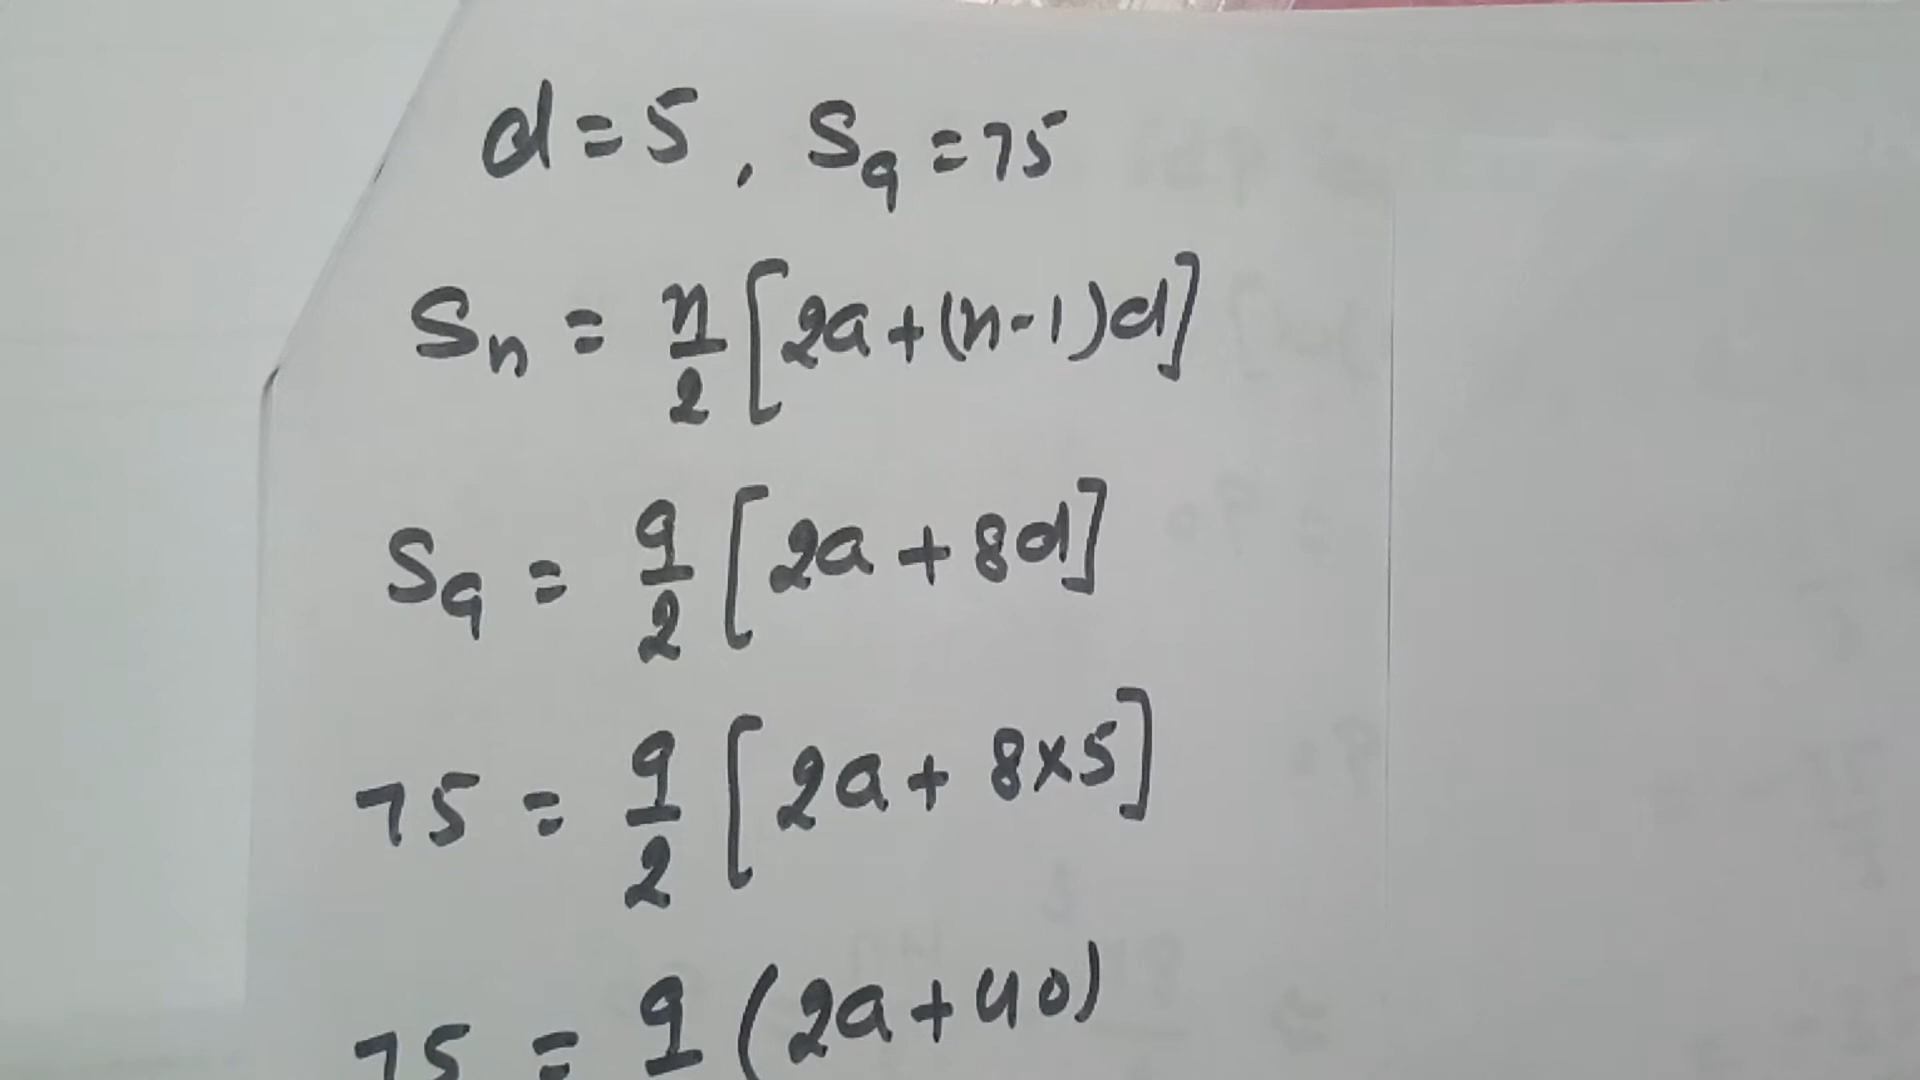 d=5, S₉=75
Sₙ = n/2 [2a+(n-1)d]
S₉ = 9/2 [2a+8d]
75 = 9/2 [2a+ 8×5]
75 = 9 (2a+40)